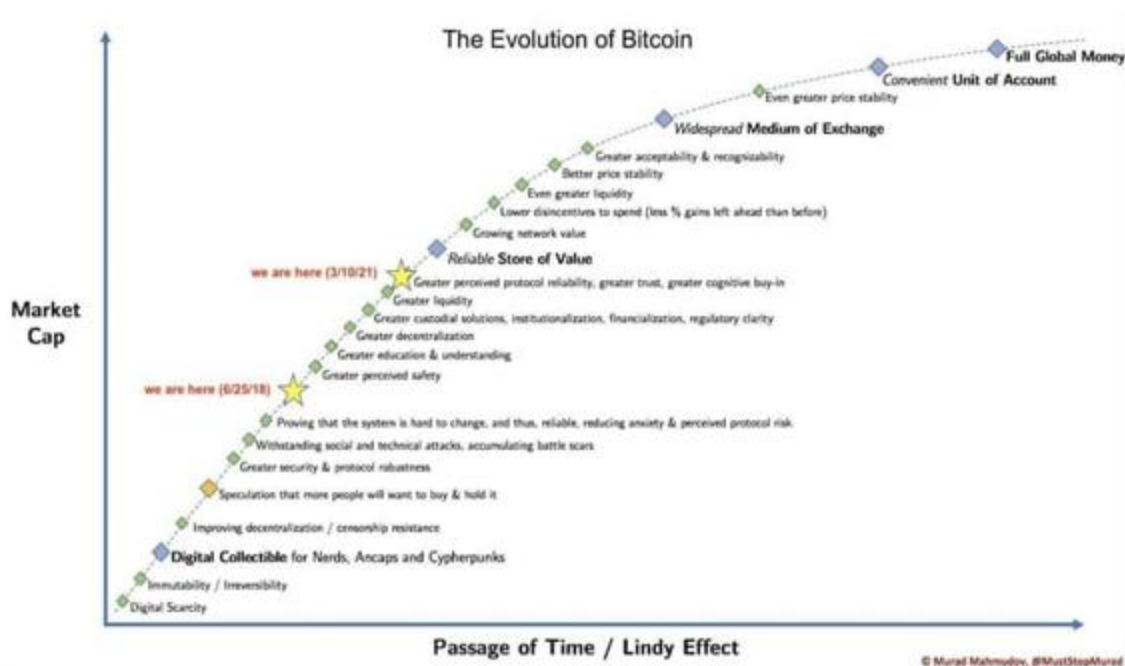 The Evolution of Bitcoin
Full Global Money
Convenient Unit of Account
Even greater price stability
Widespread Medium of Exchange
Greater acceptability & recognizability
Better price stability
Even greater liquidity
Lower disincentives to spend (less % gains left ahead than before)
Growing network value
Reliable Store of Value
we are here (3/10/21)
Greater perceived protocol reliability, greater trust, greater cognitive buy-in
Greater liquidity
Greater custodial solutions, institutionalization, financialization, regulatory clarity
Greater decentralization
Greater education & understanding
Greater perceived safety
we are here (6/25/18)
Proving that the system is hard to change, and thus, reliable, reducing anxiety & perceived protocol risk
Withstanding social and technical attacks, accumulating battle scars
Greater security & protocol robustness
Speculation that more people will want to buy & hold it
Improving decentralization / censorship resistance
Digital Collectible for Nerds, Ancaps and Cypherpunks
Immutability / Irreversibility
Digital Scarcity
Market
Cap
Passage of Time / Lindy Effect
© Murad Mahmudov, @MustStopMurad